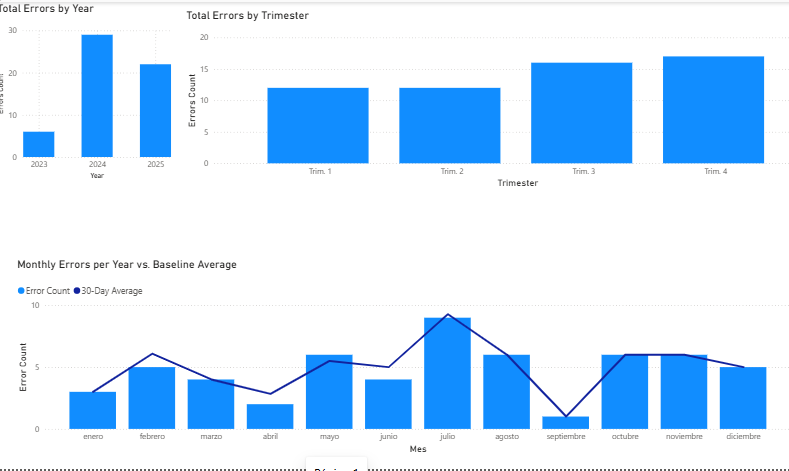 Total Errors by Year
Errors Count
30
20
10
0
2023 2024 2025
Year
Total Errors by Trimester
Errors Count
20
15
10
5
0
Trim. 1 Trim. 2 Trim. 3 Trim. 4
Trimester
Monthly Errors per Year vs. Baseline Average
Error Count 30-Day Average
Error Count
10
5
0
enero febrero marzo abril mayo junio julio agosto septiembre octubre noviembre diciembre
Mes